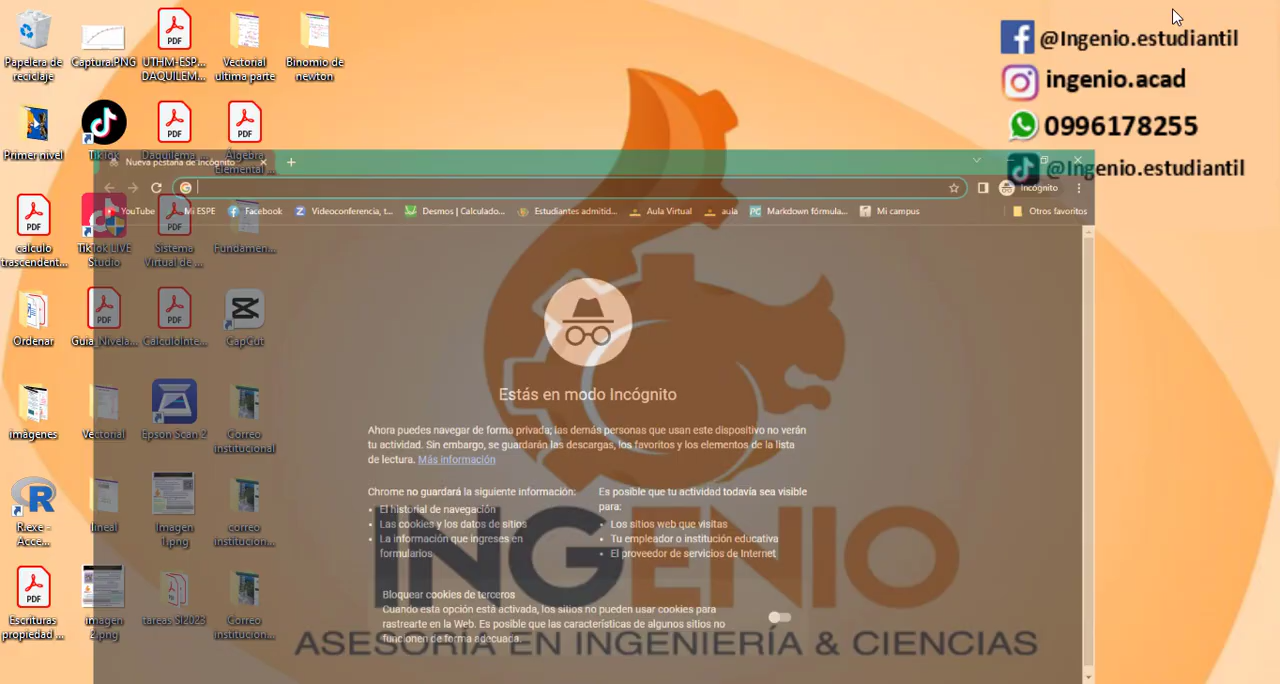 @Ingenio.estudiantil
ingenio.acad
0996178255
@Ingenio.estudiantil
Papelera de
reciclaje
Captura.PNG
UTHM-ESP...
DAQUILEM...
Vectorial
ultima parte
Binomio de
newton
Primer nivel
TikTok
Daquilema_...
Algebra
Elemental ...
Nueva pestaña de Incógnito
Incógnito
YouTube
Mi ESPE
Facebook
Videoconferencia, t...
Desmos | Calculado...
Estudiantes admitid...
Aula Virtual
aula
Markdown fórmula...
Mi campus
Otros favoritos
calculo
trascendent...
TikTok LIVE
Studio
Sistema
Virtual de ...
Fundamen...
Ordenar
CalculoInte...
CapCut
imágenes
Vectorial
Epson Scan 2
Correo
institucional
R.exe -
Acce...
lineal
Imagen
1.png
correo
institucion...
Escrituras
propiedad ...
imagen
2.png
tareas SI2023
Correo
institucion...
Estás en modo Incógnito
Ahora puedes navegar de forma privada; las demás personas que usan este dispositivo no verán
tu actividad. Sin embargo, se guardarán las descargas, los favoritos y los elementos de la lista
de lectura. Más información
Chrome no guardará la siguiente información:
El historial de navegación
Las cookies y los datos de sitios
La información que ingreses en
formularios
Es posible que tu actividad todavía sea visible
para:
Los sitios web que visitas
Tu empleador o institución educativa
El proveedor de servicios de Internet
Bloquear cookies de terceros
Cuando esta opción está activada, los sitios no pueden usar cookies para
rastrearte en la Web. Es posible que las características de algunos sitios no
funcionen de forma adecuada.
INGENIO
ASESORÍA EN INGENIERÍA & CIENCIAS